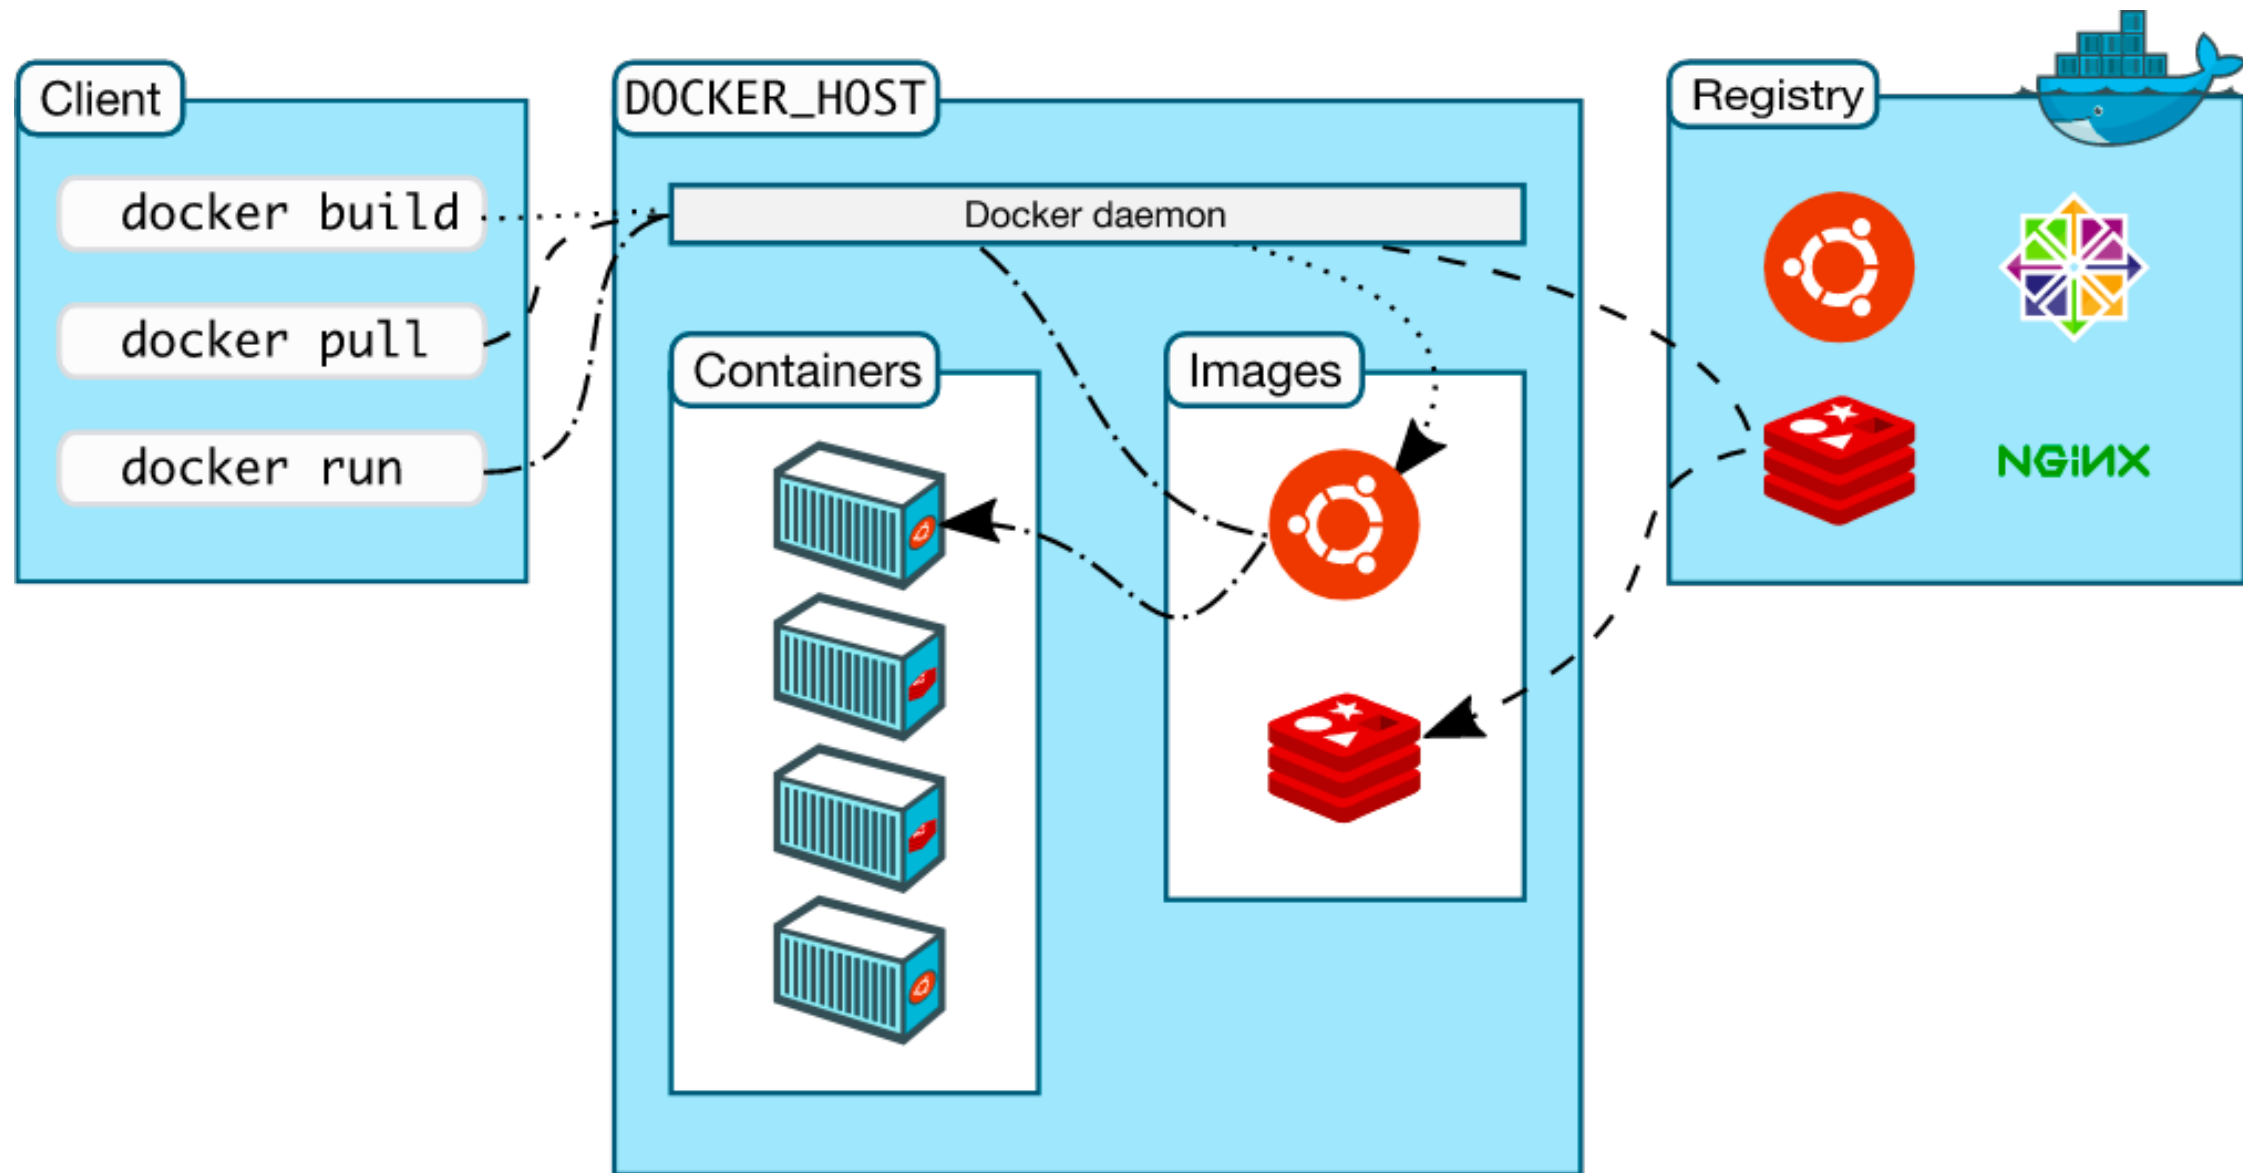 Client
docker build
docker pull
docker run
DOCKER_HOST
Docker daemon
Containers
Images
Registry
NGINX